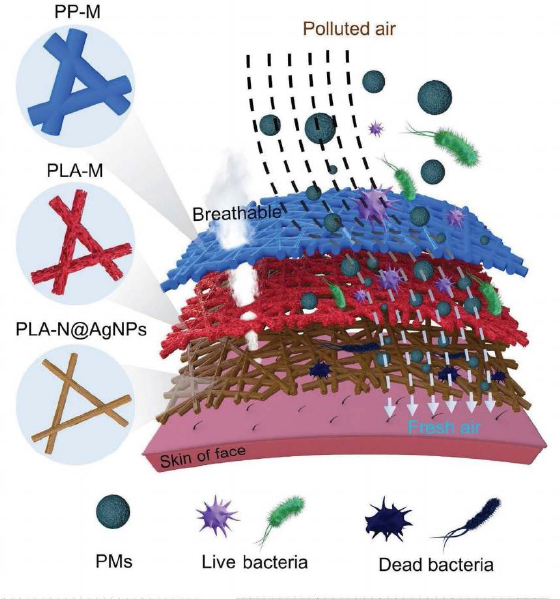 PP-M
Polluted air
PLA-M
Breathable
PLA-N@AgNPs
Fresh air
Skin of face
PMs
Live bacteria
Dead bacteria